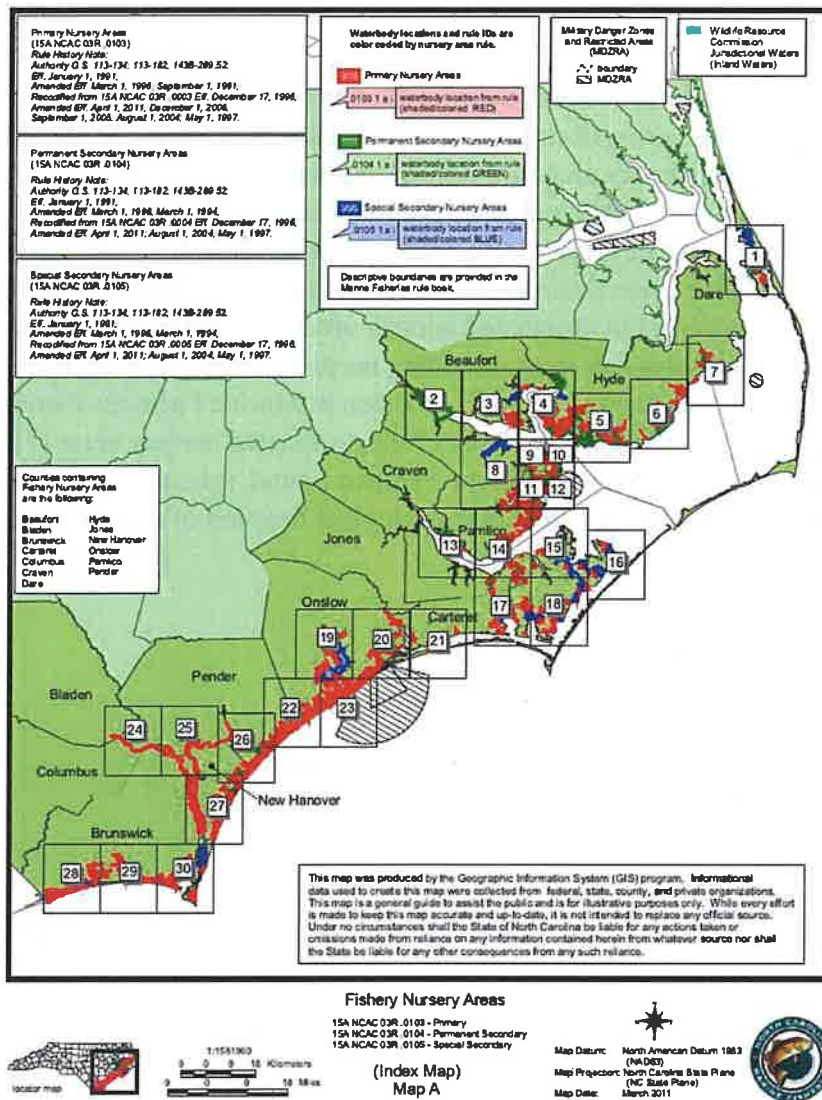 Primary Nursery Areas
(15A NCAC 03R .0103)
Rule History Note:
Authority G.S. 113-134, 113-182, 143B-289.52
Eff. January 1, 1991,
Amended Eff. March 1, 1996, September 1, 1991;
Recodified from 15A NCAC 03R .0003 Eff. December 17, 1996,
Amended Eff. April 1, 2011, December 1, 2006,
September 1, 2005, August 1, 2004; May 1, 1997.
Permanent Secondary Nursery Areas
(15A NCAC 03R .0104)
Rule History Note:
Authority G.S. 113-134, 113-182, 143B-289.52
Eff. January 1, 1991,
Amended Eff. March 1, 1996, March 1, 1994,
Recodified from 15A NCAC 03R .0004 Eff. December 17, 1996,
Amended Eff. April 1, 2011; August 1, 2004, May 1, 1997.
Special Secondary Nursery Areas
(15A NCAC 03R .0105)
Rule History Note:
Authority G.S. 113-134, 113-182, 143B-289.52
Eff. January 1, 1991;
Amended Eff. March 1, 1996, March 1, 1994,
Recodified from 15A NCAC 03R .0005 Eff. December 17, 1996,
Amended Eff. April 1, 2011; August 1, 2004, May 1, 1997.
Waterbody locations and rule IDs are
color coded by nursery area rule.
Primary Nursery Areas
.0103 1 a i
waterbody location from rule
(shaded/colored RED)
Permanent Secondary Nursery Areas
.0104 1 a
waterbody location from rule
(shaded/colored GREEN)
Special Secondary Nursery Areas
.0105 1 a
waterbody location from rule
(shaded/colored BLUE)
Descriptive boundaries are provided in the
Marine Fisheries rule book.
Military Danger Zones
and Restricted Areas
(MDZRA)
boundary
MDZRA
Wildlife Resource
Commission
Jurisdictional Waters
(Inland Waters)
1
Dare
Beaufort
Hyde
7
2
3
4
5
6
Craven
8
9
10
11
12
Jones
Pamlico
13
14
15
16
Counties containing
Fishery Nursery Areas
are the following:
Beaufort Hyde
Bladen Jones
Brunswick New Hanover
Carteret Onslow
Columbus Pamlico
Craven Pender
Dare
Onslow
Carteret
17
18
19
20
21
Pender
Bladen
22
23
24
25
26
Columbus
New Hanover
27
Brunswick
28
29
30
This map was produced by the Geographic Information System (GIS) program. Informational
data used to create this map were collected from federal, state, county, and private organizations.
This map is a general guide to assist the public and is for illustrative purposes only. While every effort
is made to keep this map accurate and up-to-date, it is not intended to replace any official source.
Under no circumstances shall the State of North Carolina be liable for any actions taken or
omissions made from reliance on any information contained herein from whatever source nor shall
the State be liable for any other consequences from any such reliance.
Fishery Nursery Areas
15A NCAC 03R .0103 - Primary
15A NCAC 03R .0104 - Permanent Secondary
15A NCAC 03R .0105 - Special Secondary
(Index Map)
Map A
locator map
Kilometers
Miles
Map Datum: North American Datum 1983
(NAD83)
Map Projection: North Carolina State Plane
(NC State Plane)
Map Date: March 2011
NORTH CAROLINA